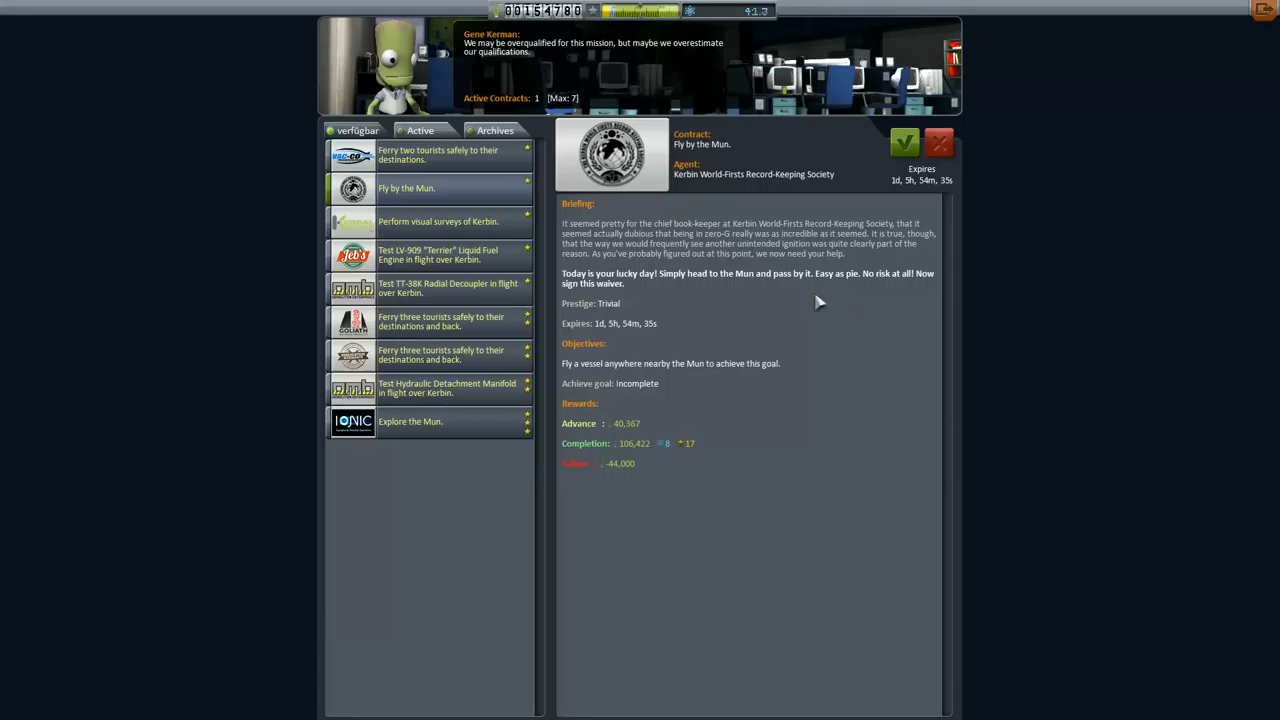 00154780
41.3
Gene Kerman:
We may be overqualified for this mission, but maybe we overestimate
our qualifications.
Active Contracts: 1 [Max: 7]
verfügbar
Active
Archives
VAC-CO
Ferry two tourists safely to their
destinations.
Fly by the Mun.
Perform visual surveys of Kerbin.
Jeb's
Test LV-909 "Terrier" Liquid Fuel
Engine in flight over Kerbin.
Test TT-38K Radial Decoupler in flight
over Kerbin.
GOLIATH
Ferry three tourists safely to their
destinations and back.
Ferry three tourists safely to their
destinations and back.
Test Hydraulic Detachment Manifold
in flight over Kerbin.
IONIC
Explore the Mun.
Contract:
Fly by the Mun.
Agent:
Kerbin World-Firsts Record-Keeping Society
Expires
1d, 5h, 54m, 35s
Briefing:
It seemed pretty for the chief book-keeper at Kerbin World-Firsts Record-Keeping Society, that it
seemed actually dubious that being in zero-G really was as incredible as it seemed. It is true, though,
that the way we would frequently see another unintended ignition was quite clearly part of the
reason. As you've probably figured out at this point, we now need your help.
Today is your lucky day! Simply head to the Mun and pass by it. Easy as pie. No risk at all! Now
sign this waiver.
Prestige: Trivial
Expires: 1d, 5h, 54m, 35s
Objectives:
Fly a vessel anywhere nearby the Mun to achieve this goal.
Achieve goal: Incomplete
Rewards:
Advance : 40,367
Completion: 106,422 8 17
Failure: -44,000